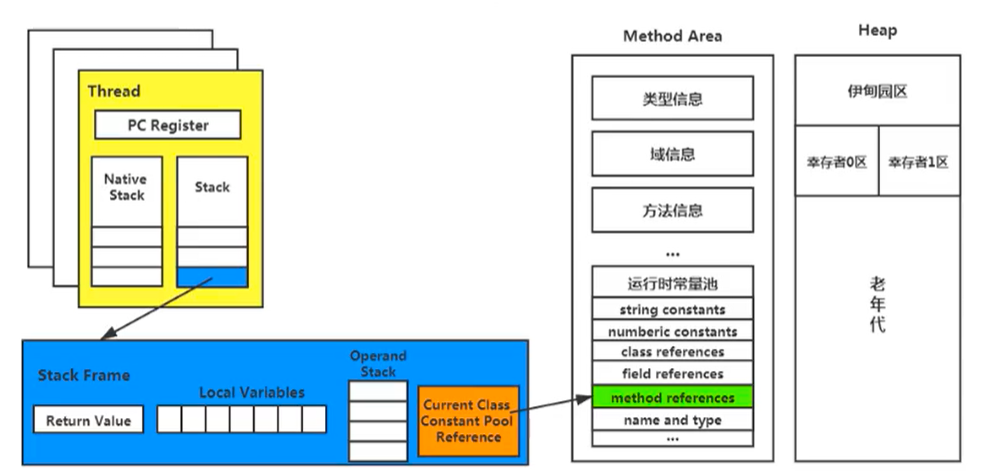 Thread
PC Register
Native
Stack
Stack
Stack Frame
Return Value
Local Variables
Operand
Stack
Current Class
Constant Pool
Reference
Method Area
类型信息
域信息
方法信息
...
运行时常量池
string constants
numberic constants
class references
field references
method references
name and type
...
Heap
伊甸园区
幸存者0区
幸存者1区
老
年
代